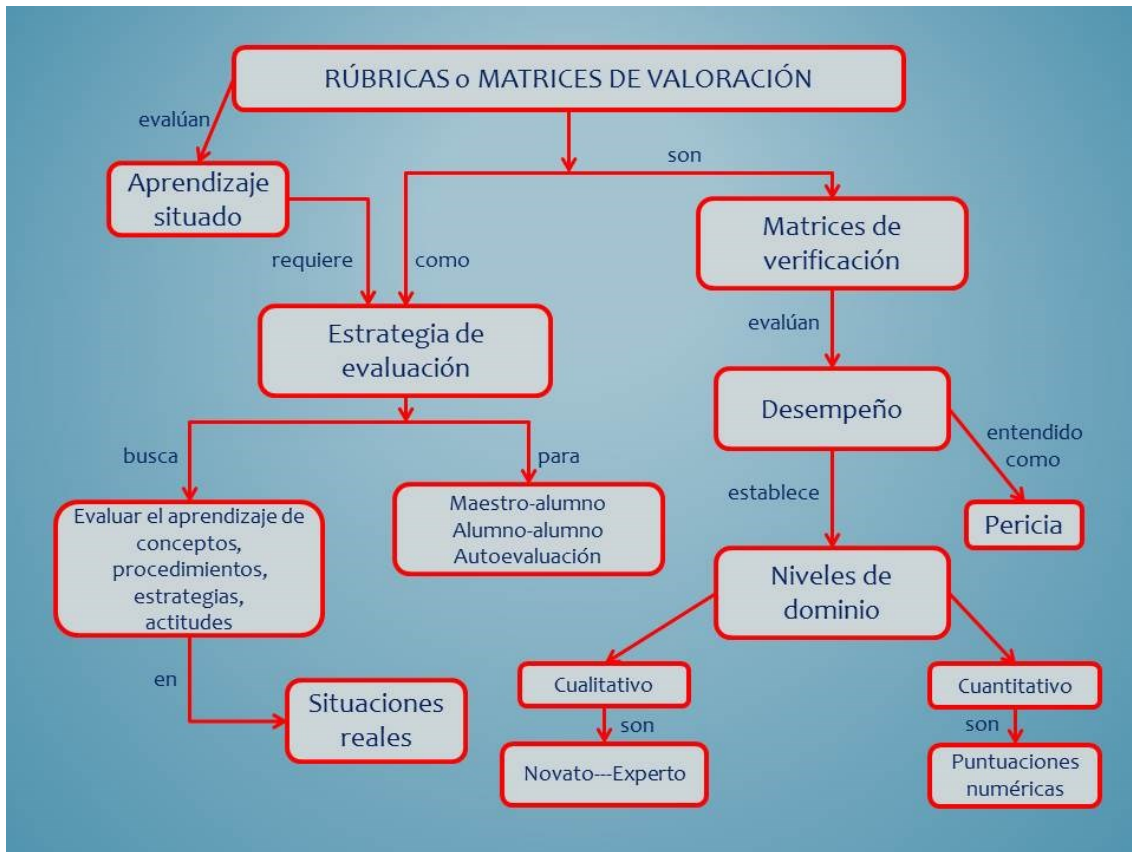 RÚBRICAS o MATRICES DE VALORACIÓN
evalúan
son
Aprendizaje
situado
Matrices de
verificación
requiere
como
Estrategia de
evaluación
evalúan
Desempeño
entendido
como
Pericia
busca
para
establece
Evaluar el aprendizaje de
conceptos,
procedimientos,
estrategias,
actitudes
Maestro-alumno
Alumno-alumno
Autoevaluación
Niveles de
dominio
en
Situaciones
reales
Cualitativo
son
Novato---Experto
Cuantitativo
son
Puntuaciones
numéricas